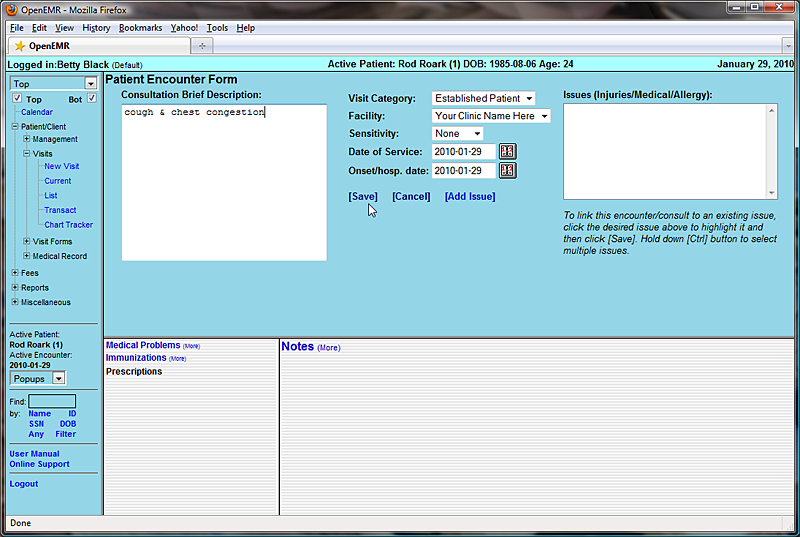 OpenEMR - Mozilla Firefox
File Edit View History Bookmarks Yahoo! Tools Help
OpenEMR
Logged in:Betty Black (Default)
Active Patient: Rod Roark (1) DOB: 1985-08-06 Age: 24
January 29, 2010
Top
Top Bot
Calendar
Patient/Client
Management
Visits
New Visit
Current
List
Transact
Chart Tracker
Visit Forms
Medical Record
Fees
Reports
Miscellaneous
Active Patient:
Rod Roark (1)
Active Encounter:
2010-01-29
Popups
Find:
by: Name ID
SSN DOB
Any Filter
User Manual
Online Support
Logout
Patient Encounter Form
Consultation Brief Description:
cough & chest congestion
Visit Category: Established Patient
Facility: Your Clinic Name Here
Sensitivity: None
Date of Service: 2010-01-29
Onset/hosp. date: 2010-01-29
[Save] [Cancel] [Add Issue]
Issues (Injuries/Medical/Allergy):
To link this encounter/consult to an existing issue,
click the desired issue above to highlight it and
then click [Save]. Hold down [Ctrl] button to select
multiple issues.
Medical Problems (More)
Immunizations (More)
Prescriptions
Notes (More)
Done